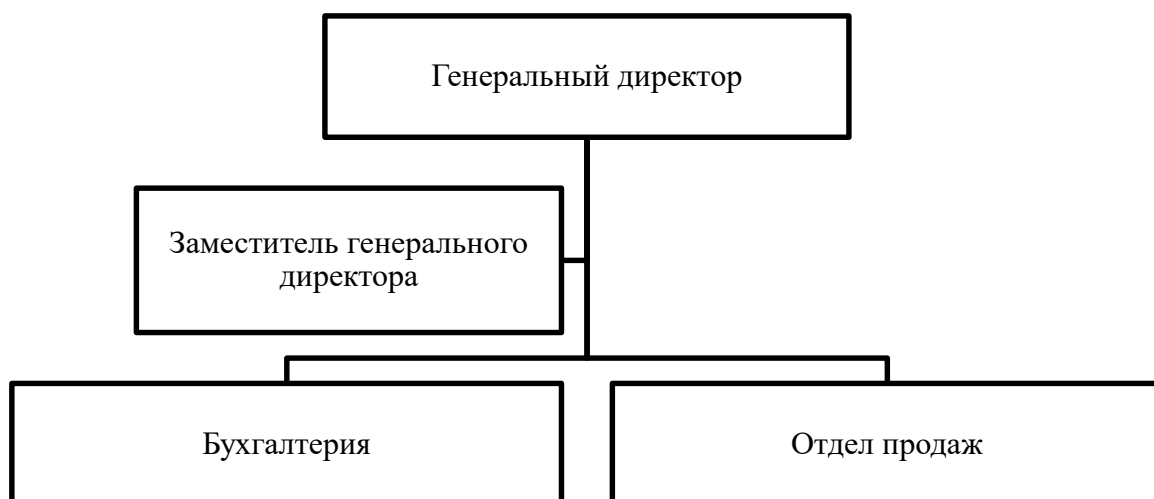 Генеральный директор
Заместитель генерального
директора
Бухгалтерия
Отдел продаж